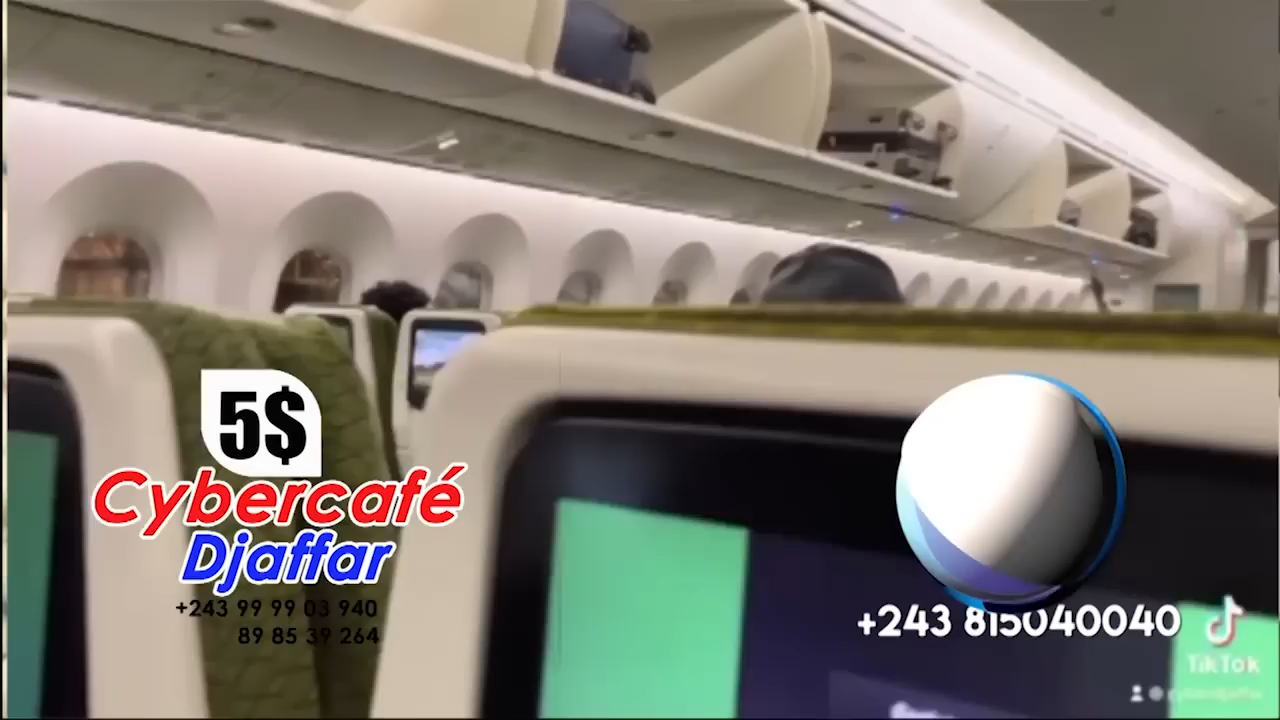 5$
Cybercafé
Djaffar
+243 99 99 03 940
89 85 39 264
+243 815040040
TikTok